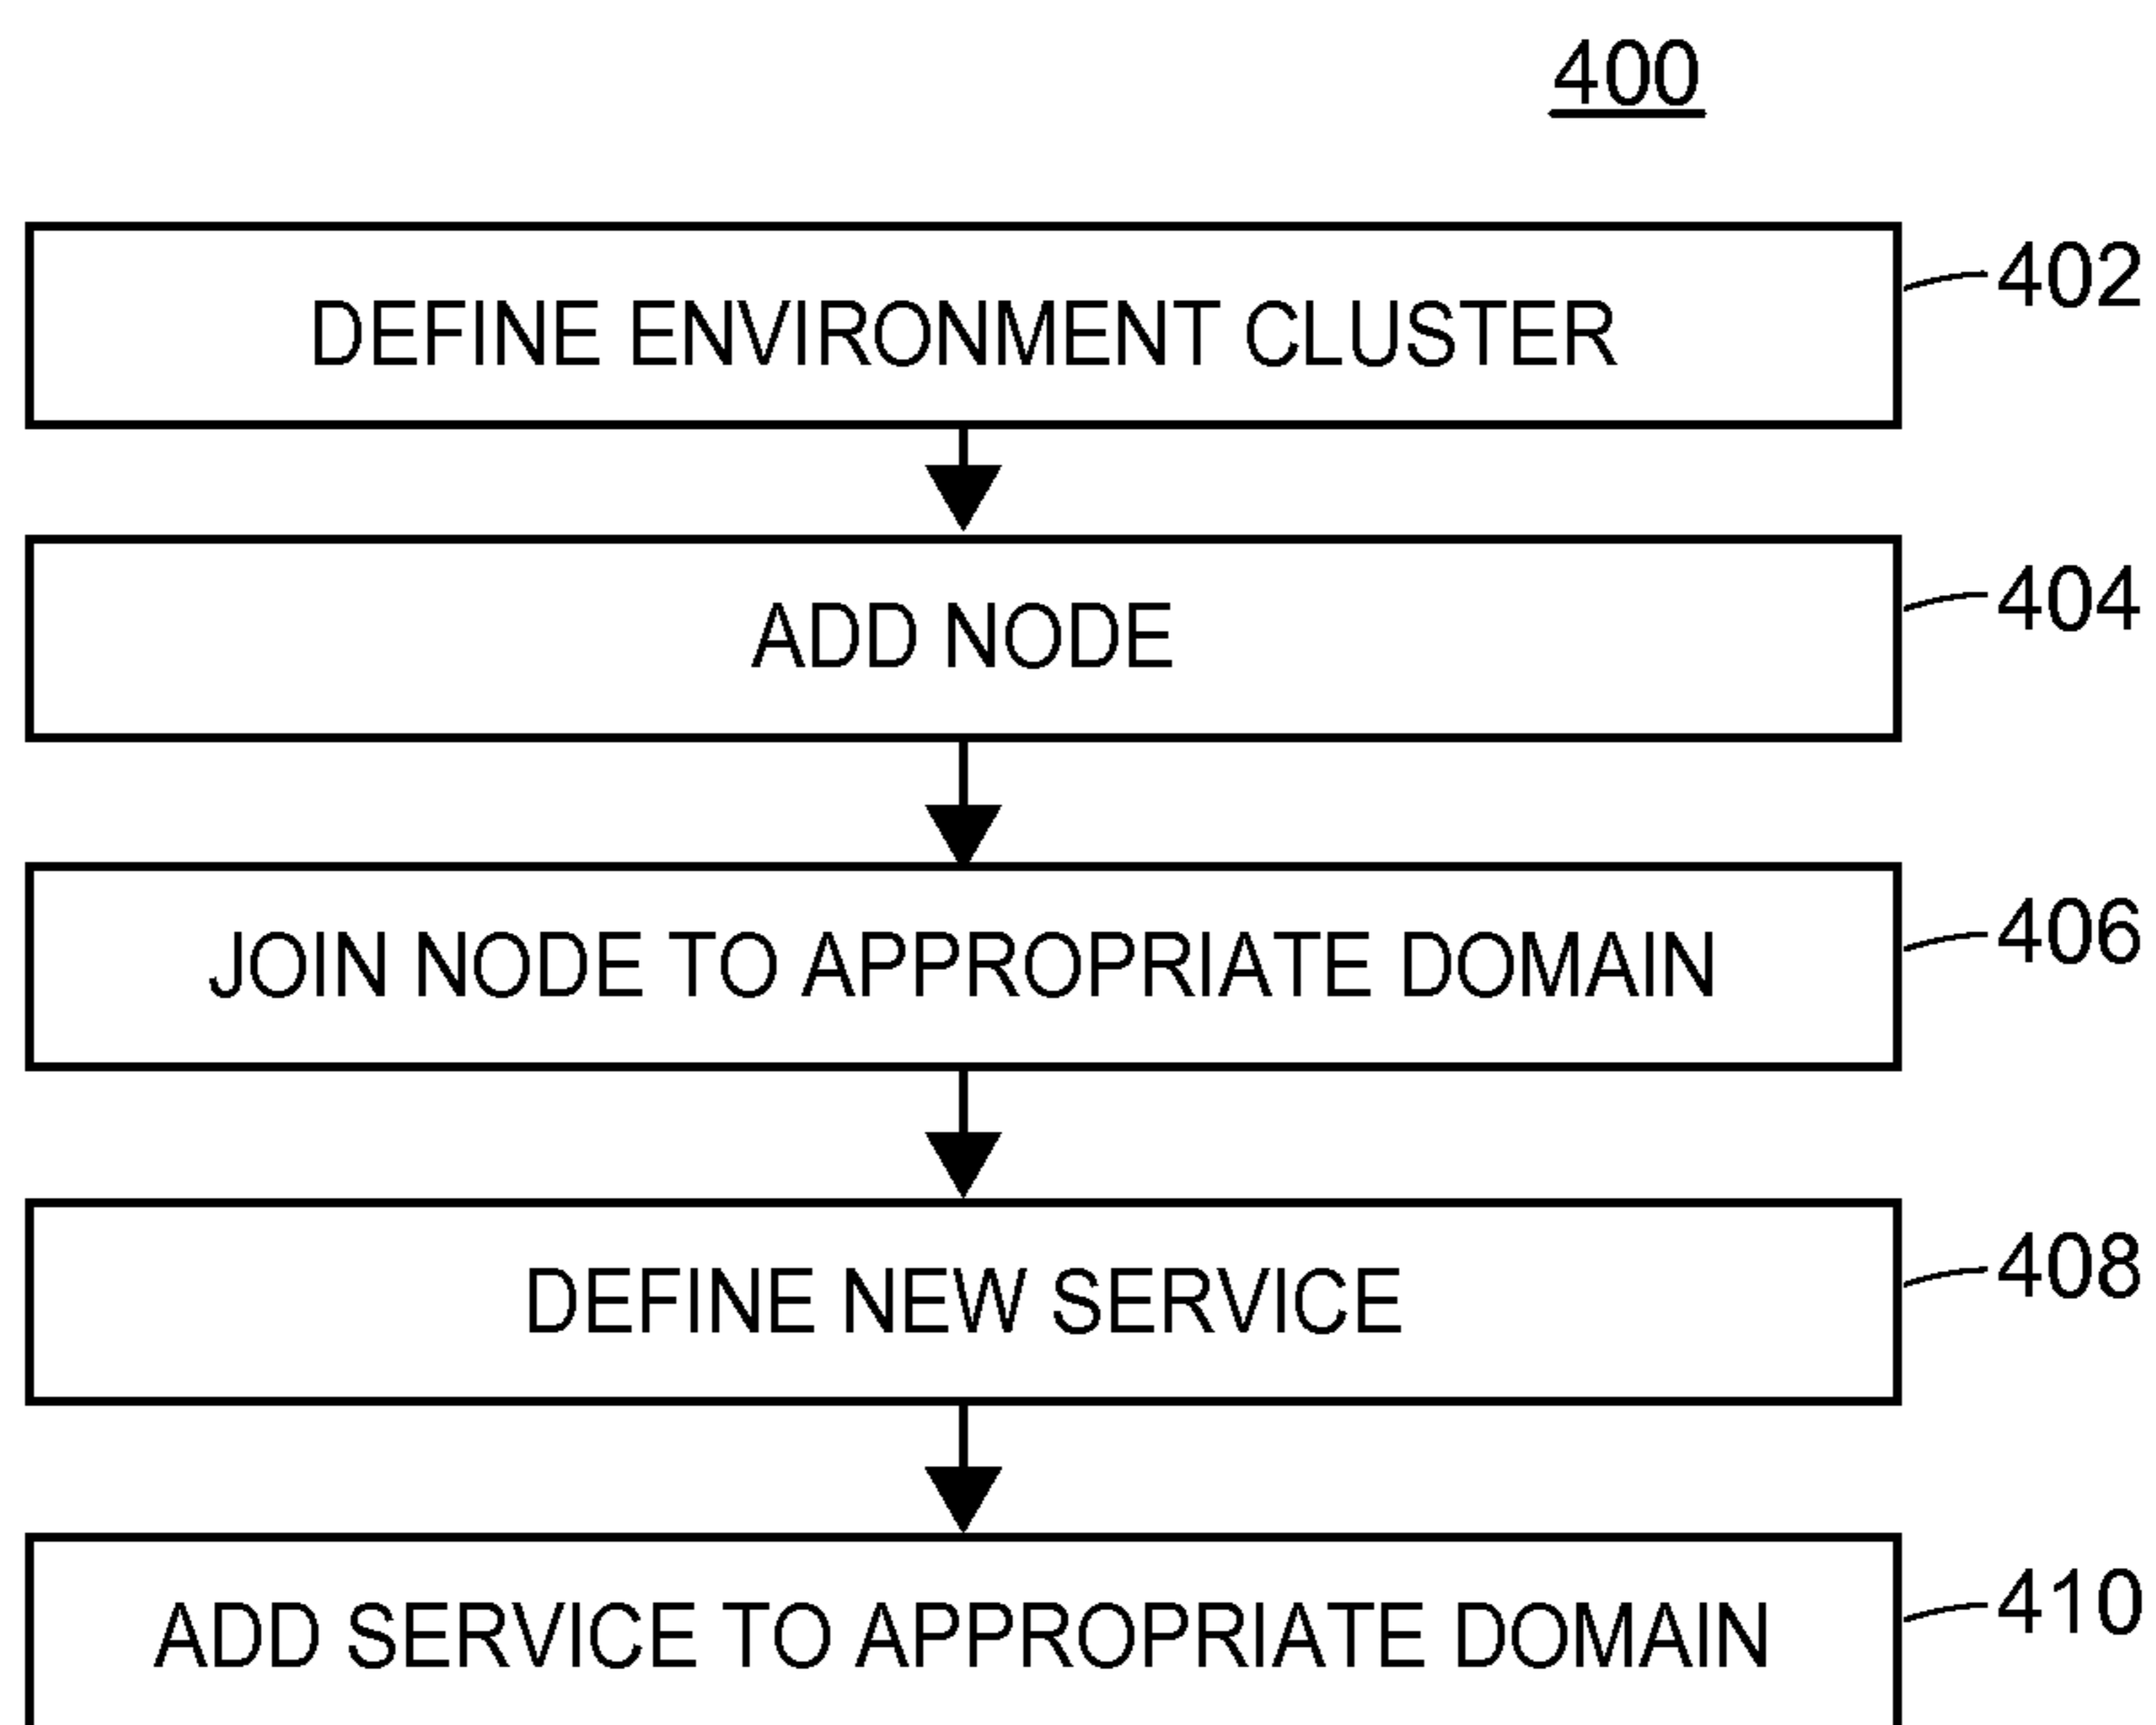 400
DEFINE ENVIRONMENT CLUSTER
402
ADD NODE
404
JOIN NODE TO APPROPRIATE DOMAIN
406
DEFINE NEW SERVICE
408
ADD SERVICE TO APPROPRIATE DOMAIN
410